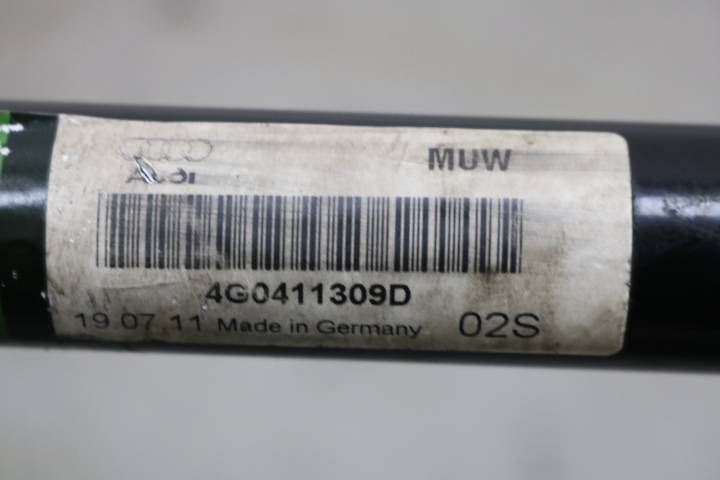 Audi MUW
4G0411309D
19 07 11 Made in Germany 02S